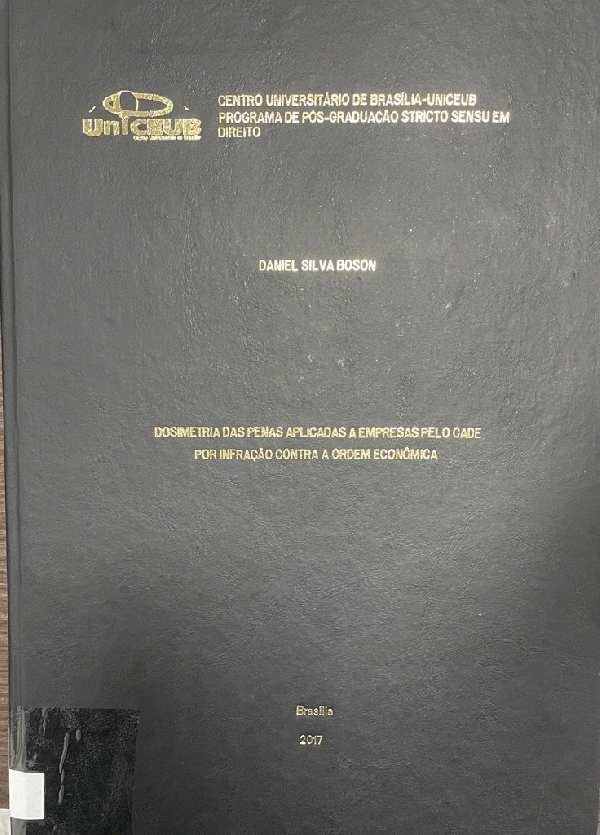 UniCEUB
CENTRO UNIVERSITÁRIO DE BRASÍLIA-UNICEUB
PROGRAMA DE PÓS-GRADUAÇÃO STRICTO SENSU EM
DIREITO
DANIEL SILVA BOSON
DOSIMETRIA DAS PENAS APLICADAS A EMPRESAS PELO CADE
POR INFRAÇÃO CONTRA A ORDEM ECONÔMICA
Brasília
2017